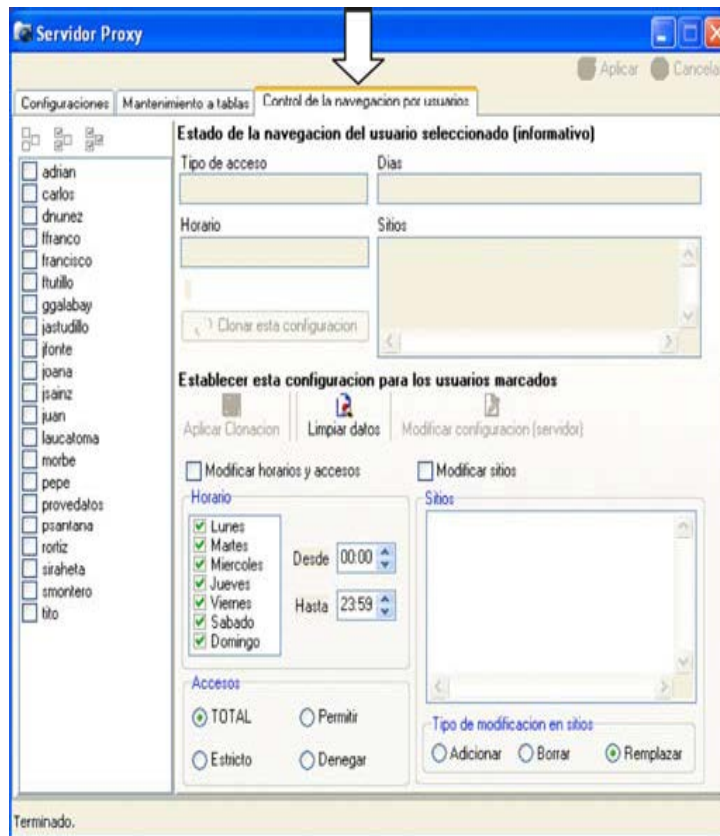 Servidor Proxy
Aplicar
Cancela
Configuraciones
Mantenimiento a tablas
Control de la navegacion por usuarios
Estado de la navegacion del usuario seleccionado (informativo)
Tipo de acceso
Dias
Horario
Sitios
Clonar esta configuracion
adrian
carlos
dnunez
ffranco
francisco
ftutillo
ggalabay
jastudillo
jfonte
joana
jsainz
juan
laucatoma
morbe
pepe
provedatos
psantana
rortiz
siraheta
smontero
tito
Establecer esta configuracion para los usuarios marcados
Aplicar Clonacion
Limpiar datos
Modificar configuracion (servidor)
Modificar horarios y accesos
Modificar sitios
Horario
Lunes
Martes
Miercoles
Jueves
Viernes
Sabado
Domingo
Desde 00:00
Hasta 23:59
Sitios
Accesos
TOTAL
Permitir
Estricto
Denegar
Tipo de modificacion en sitios
Adicionar
Borrar
Remplazar
Terminado.